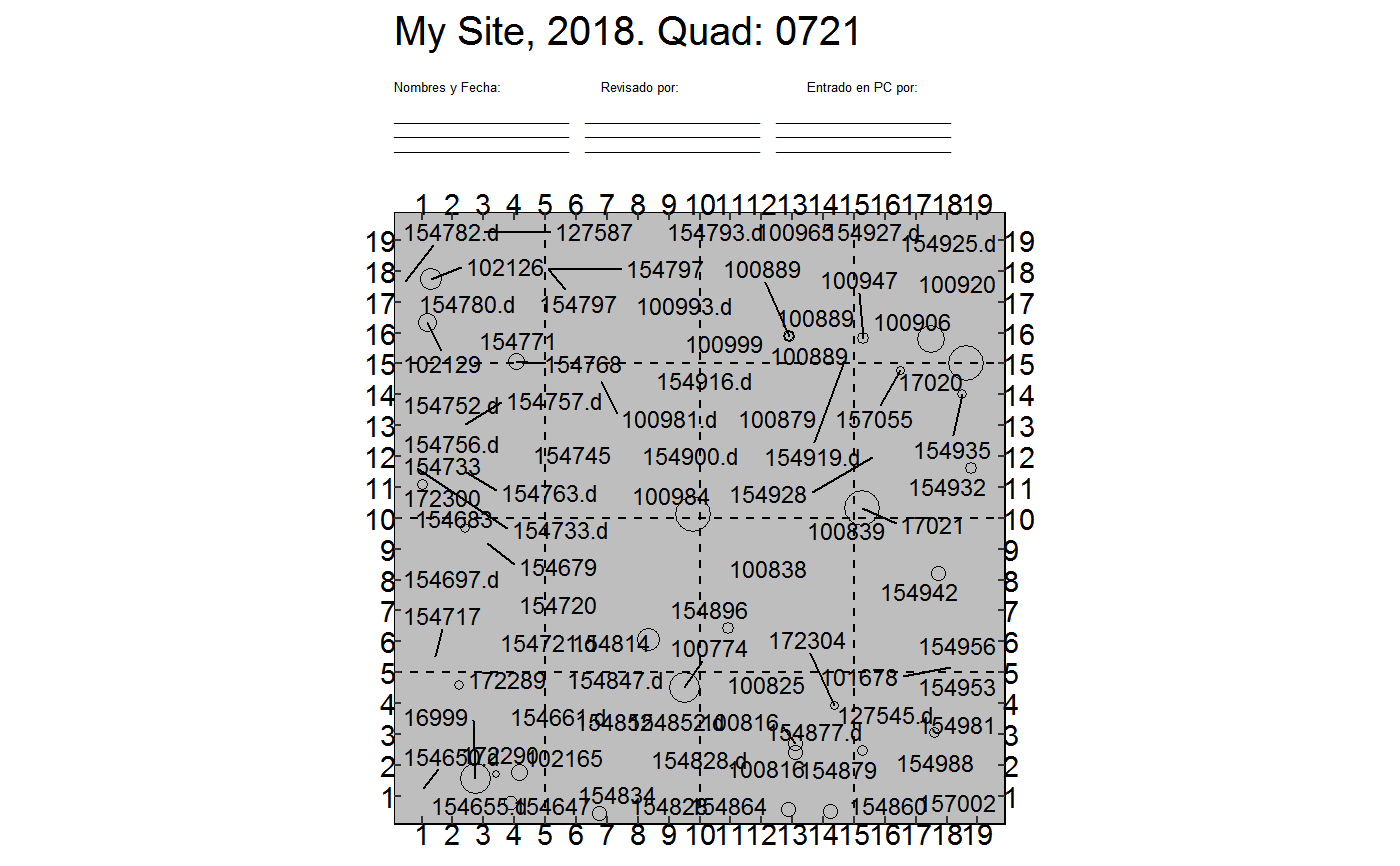 My Site, 2018. Quad: 0721
Nombres y Fecha: Revisado por: Entrado en PC por:
1 2 3 4 5 6 7 8 9 10 11 12 13 14 15 16 17 18 19
19 154782.d 127587 154793.d 100965 154927.d 154925.d 19
18 102126 154797 100889 100947 100920 18
17 154780.d 154797 100993.d 100889 100906 17
16 154771 100999 100889 16
15 102129 154768 15
14 154752.d 154757.d 154916.d 17020 14
13 100981.d 100879 157055 13
12 154756.d 154745 154900.d 154919.d 154935 12
154733
11 172300 154763.d 100984 154928 154932 11
10 154683 154733.d 100839 17021 10
9 154679 100838 9
8 154697.d 154942 8
7 154717 154720 154896 7
6 154721.d 154814 100774 172304 154956 6
5 172289 154847.d 100825 101678 154953 5
4 16999 154661.d 154852 154852.d 100816 127545.d 154981 4
3 154877.d 3
2 154650.d 172290 102165 154828.d 100816 154879 154988 2
1 154655.d 154647 154834 154828 154864 154860 157002 1
1 2 3 4 5 6 7 8 9 10 11 12 13 14 15 16 17 18 19